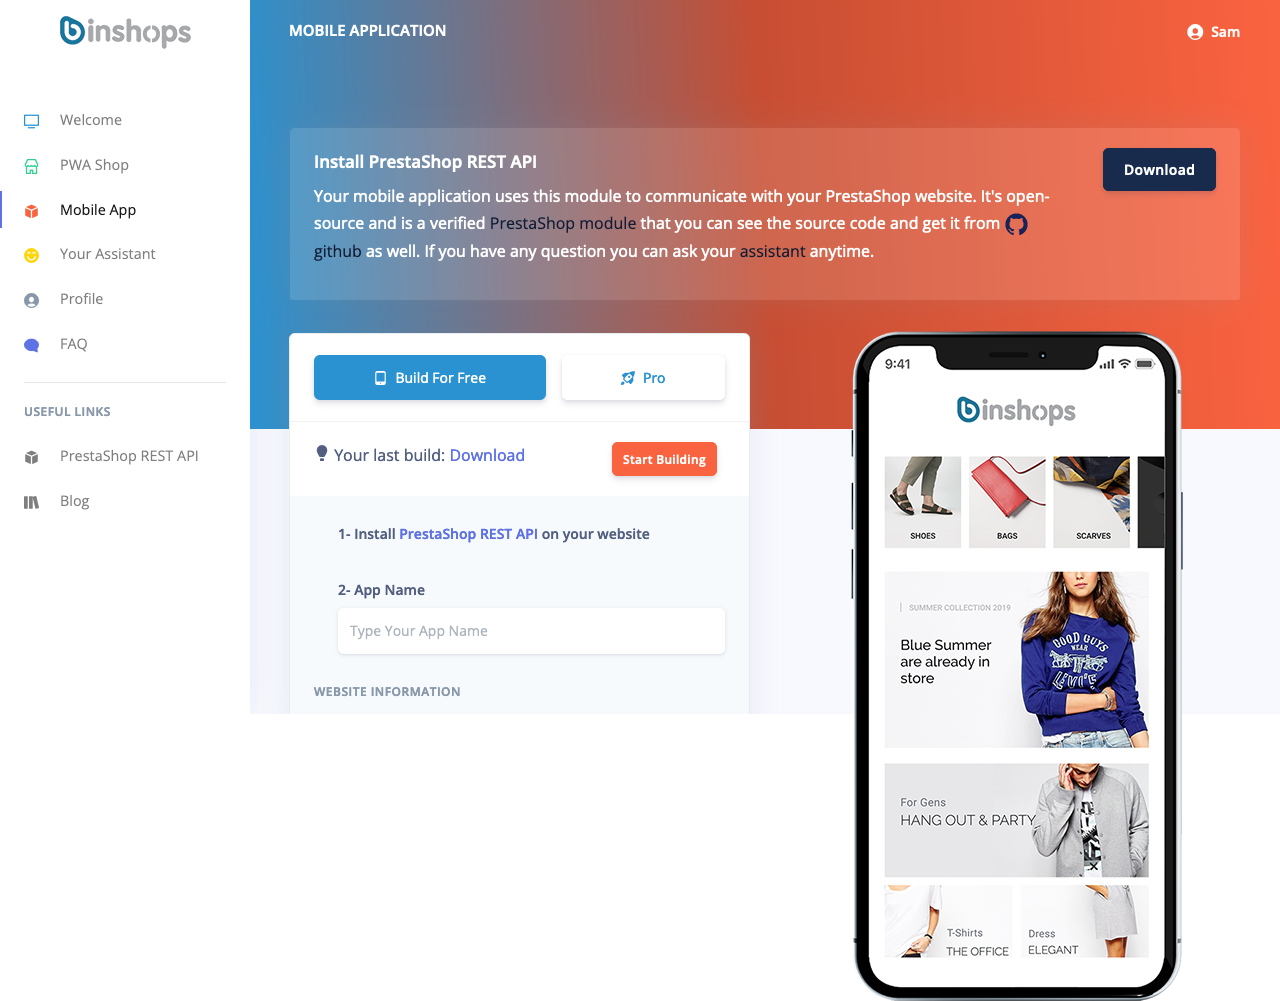 binshops
MOBILE APPLICATION
Sam
Welcome
PWA Shop
Mobile App
Your Assistant
Profile
FAQ
USEFUL LINKS
PrestaShop REST API
Blog
Install PrestaShop REST API
Your mobile application uses this module to communicate with your PrestaShop website. It's open-
source and is a verified PrestaShop module that you can see the source code and get it from
github as well. If you have any question you can ask your assistant anytime.
Download
Build For Free
Pro
Your last build: Download
Start Building
1- Install PrestaShop REST API on your website
2- App Name
Type Your App Name
WEBSITE INFORMATION
9:41
binshops
SHOES
BAGS
SCARVES
SUMMER COLLECTION 2019
Blue Summer
are already in
store
GOOD GUYS
WEAR
LEVI'S
For Gens
HANG OUT & PARTY
T-Shirts
THE OFFICE
Dress
ELEGANT